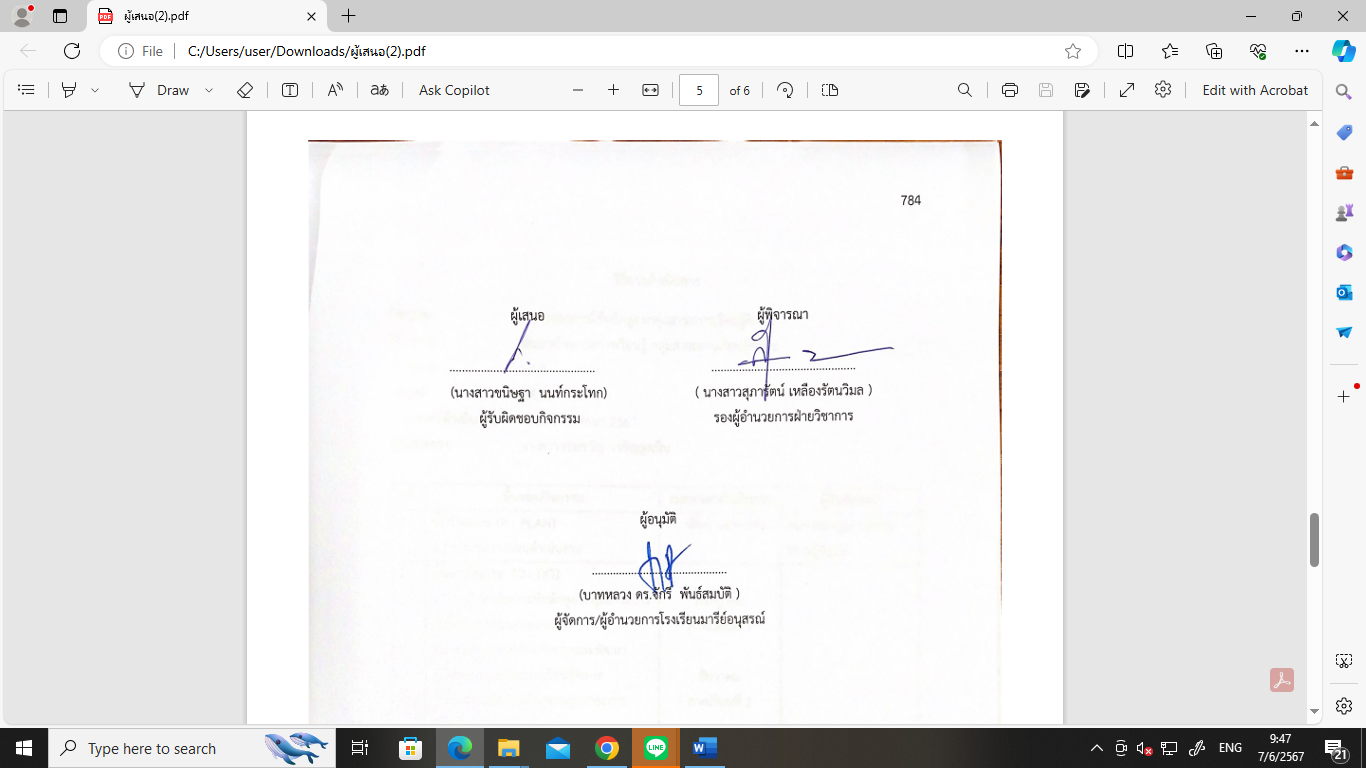 ผู้เสนอ(2).pdf
File
C:/Users/user/Downloads/ผู้เสนอ(2).pdf
Draw
aあ
Ask Copilot
5
of 6
Edit with Acrobat
784
ผู้เสนอ
ผู้พิจารณา
(นางสาวขนิษฐา นนท์กระโทก)
( นางสาวสุภารัตน์ เหลืองรัตนวิมล )
ผู้รับผิดชอบกิจกรรม
รองผู้อำนวยการฝ่ายวิชาการ
ผู้อนุมัติ
(บาทหลวง ดร.จักรี พันธ์สมบัติ )
ผู้จัดการ/ผู้อำนวยการโรงเรียนมารีย์อนุสรณ์
Type here to search
ENG
9:47
7/6/2567
21